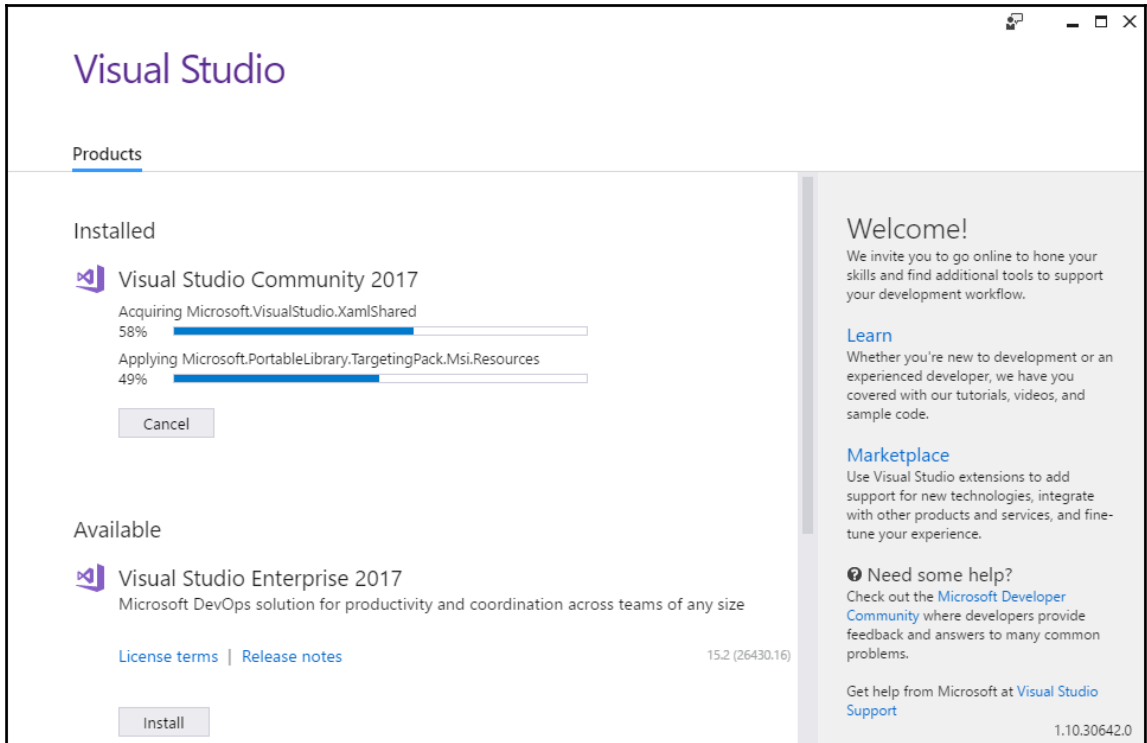 Visual Studio
Products
Installed
Visual Studio Community 2017
Acquiring Microsoft.VisualStudio.XamlShared
58%
Applying Microsoft.PortableLibrary.TargetingPack.Msi.Resources
49%
Cancel
Available
Visual Studio Enterprise 2017
Microsoft DevOps solution for productivity and coordination across teams of any size
License terms | Release notes
15.2 (26430.16)
Install
Welcome!
We invite you to go online to hone your
skills and find additional tools to support
your development workflow.
Learn
Whether you're new to development or an
experienced developer, we have you
covered with our tutorials, videos, and
sample code.
Marketplace
Use Visual Studio extensions to add
support for new technologies, integrate
with other products and services, and fine-
tune your experience.
Need some help?
Check out the Microsoft Developer
Community where developers provide
feedback and answers to many common
problems.
Get help from Microsoft at Visual Studio
Support
1.10.30642.0